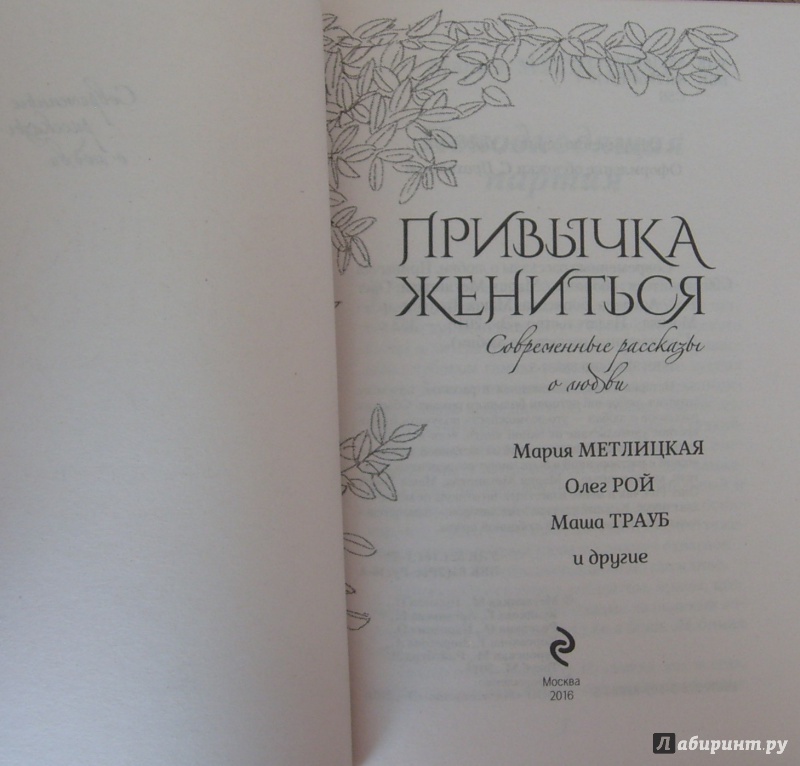 ПРИВЫЧКА
ЖЕНИТЬСЯ
Современные рассказы
о любви
Мария МЕТЛИЦКАЯ
Олег РОЙ
Маша ТРАУБ
и другие
Москва
2016
Лабиринт.ру